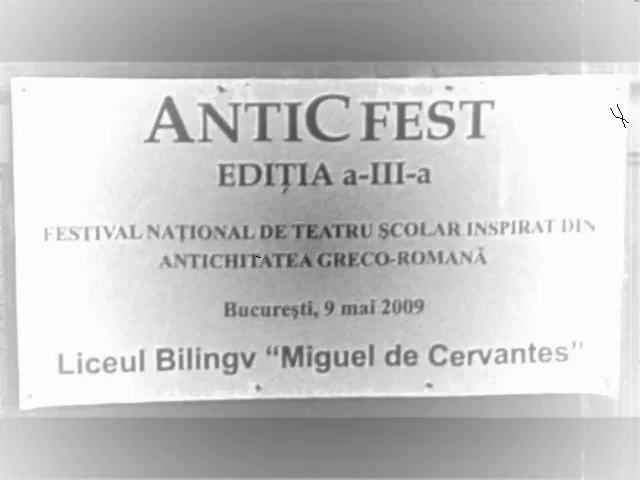 ANTIC FEST
EDIȚIA a-III-a
FESTIVAL NAȚIONAL DE TEATRU ȘCOLAR INSPIRAT DIN
ANTICHITATEA GRECO-ROMANĂ
București, 9 mai 2009
Liceul Bilingv “Miguel de Cervantes”